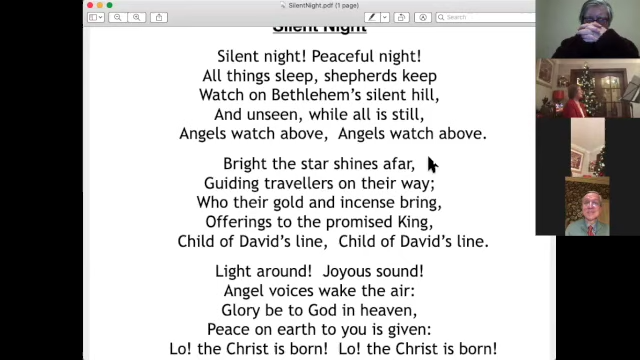 SilentNight.pdf (1 page)
Search
Silent Night
Silent night! Peaceful night!
All things sleep, shepherds keep
Watch on Bethlehem's silent hill,
And unseen, while all is still,
Angels watch above, Angels watch above.
Bright the star shines afar,
Guiding travellers on their way;
Who their gold and incense bring,
Offerings to the promised King,
Child of David's line, Child of David's line.
Light around! Joyous sound!
Angel voices wake the air:
Glory be to God in heaven,
Peace on earth to you is given:
Lo! the Christ is born! Lo! the Christ is born!